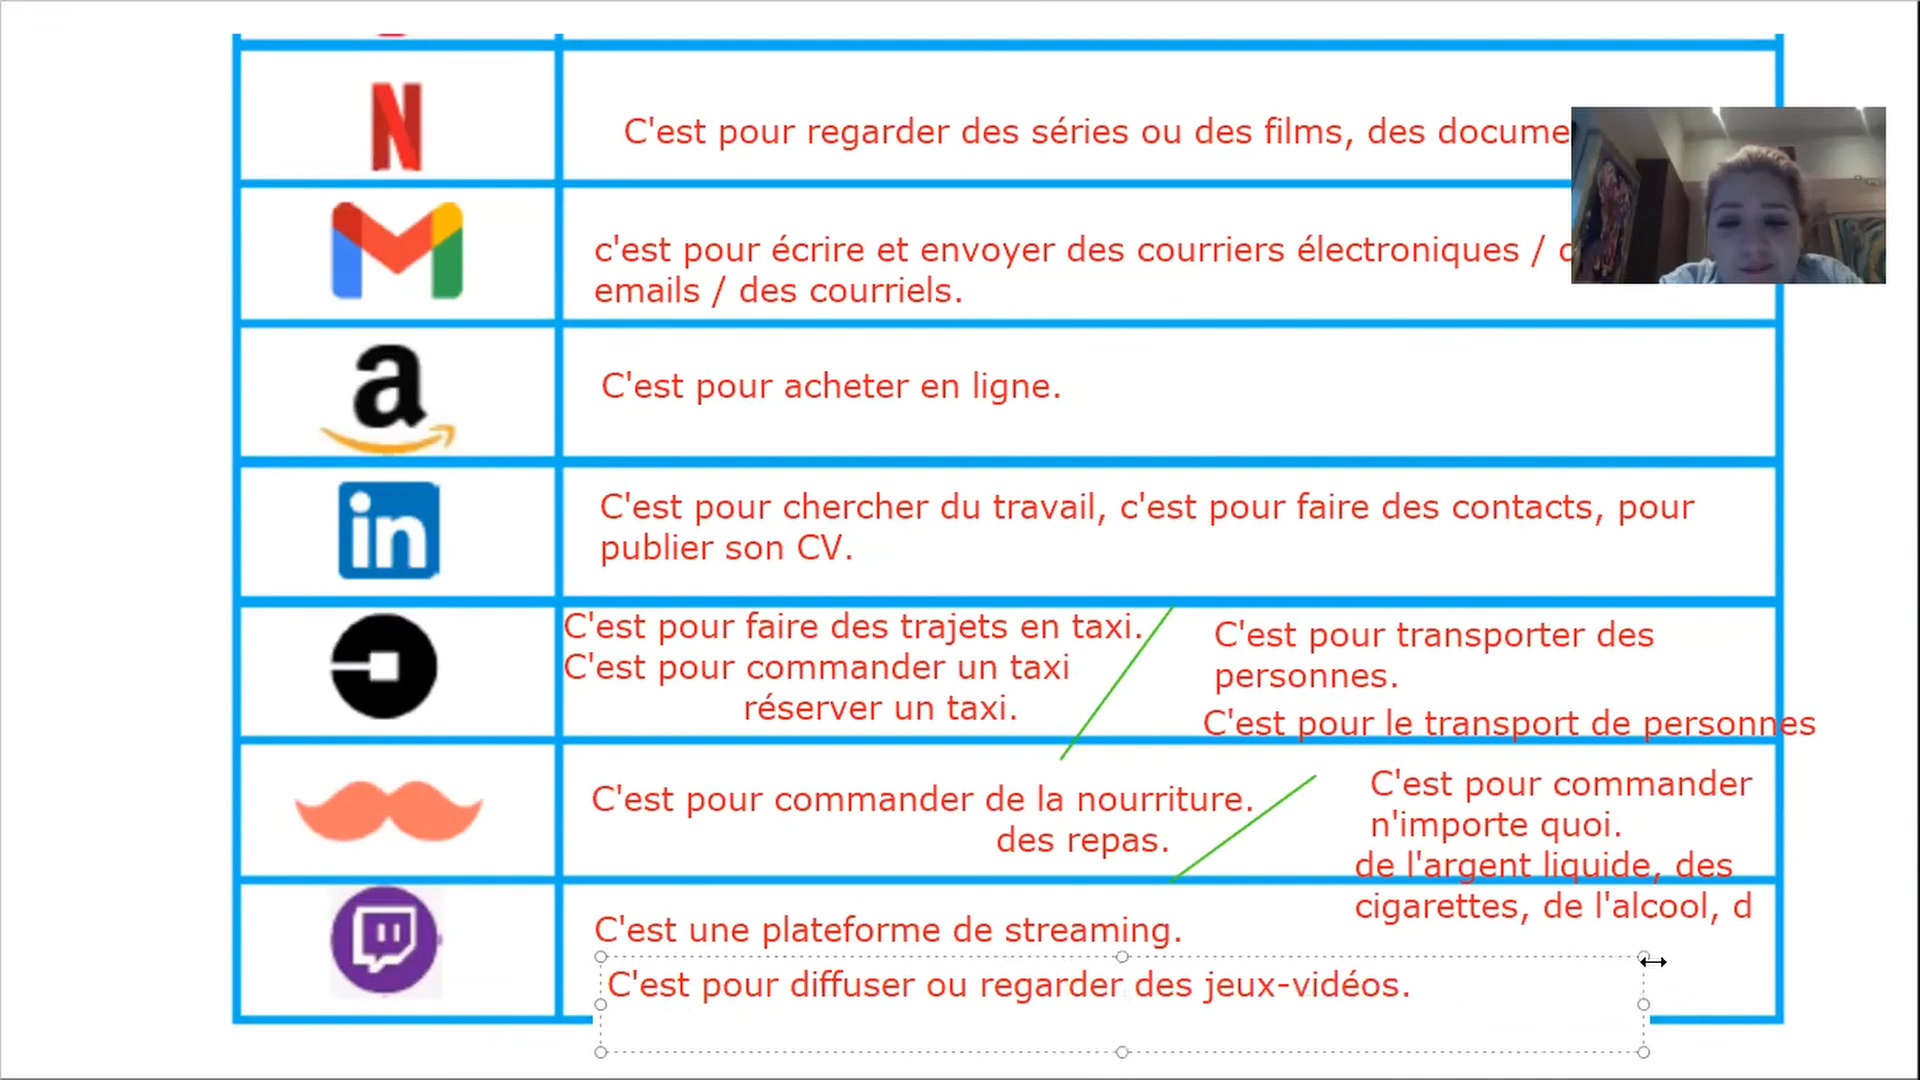 C'est pour regarder des séries ou des films, des docume
c'est pour écrire et envoyer des courriers électroniques /
emails / des courriels.
a
C'est pour acheter en ligne.
in
C'est pour chercher du travail, c'est pour faire des contacts, pour
publier son CV.
C'est pour faire des trajets en taxi.
C'est pour commander un taxi
réserver un taxi.
C'est pour transporter des
personnes.
C'est pour le transport de personnes
C'est pour commander de la nourriture.
des repas.
C'est pour commander
n'importe quoi.
de l'argent liquide, des
cigarettes, de l'alcool, d
C'est une plateforme de streaming.
C'est pour diffuser ou regarder des jeux-vidéos.